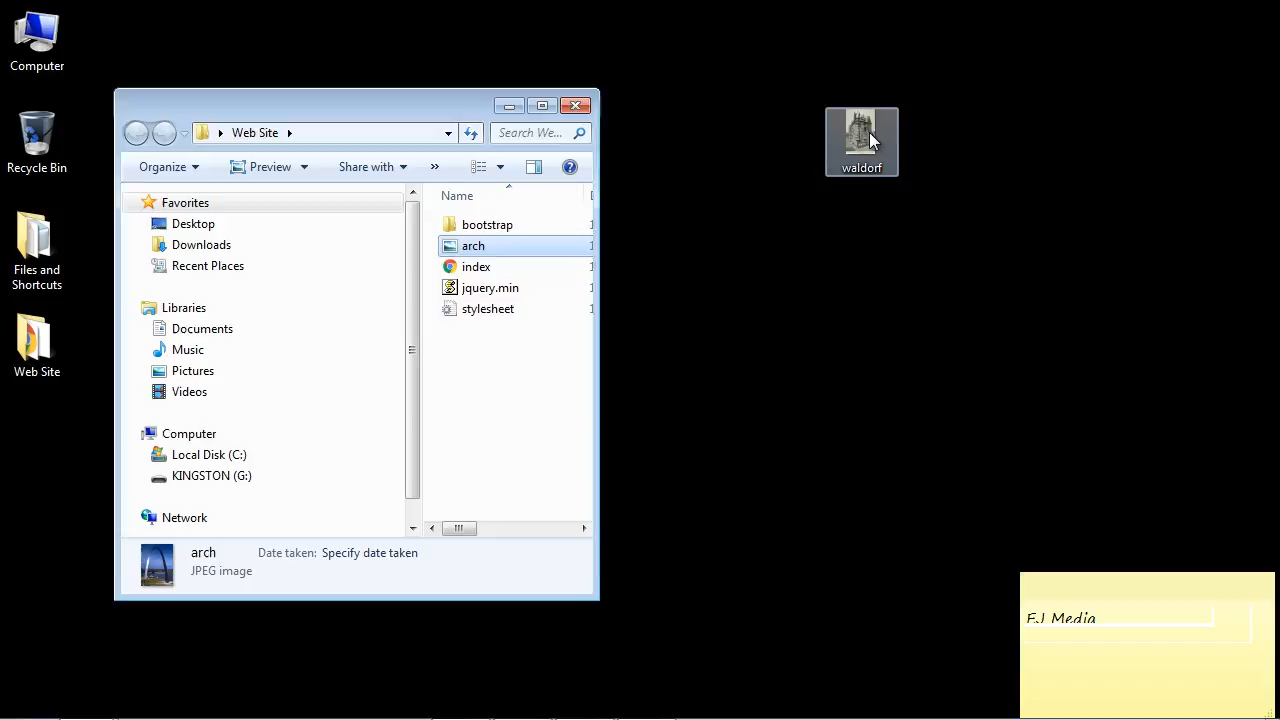 Computer
Recycle Bin
Files and
Shortcuts
Web Site
Web Site
Search We...
Organize
Preview
Share with
»
Favorites
Desktop
Downloads
Recent Places
Libraries
Documents
Music
Pictures
Videos
Computer
Local Disk (C:)
KINGSTON (G:)
Network
Name
bootstrap
arch
index
jquery.min
stylesheet
arch
Date taken: Specify date taken
JPEG image
waldorf
EJ Media